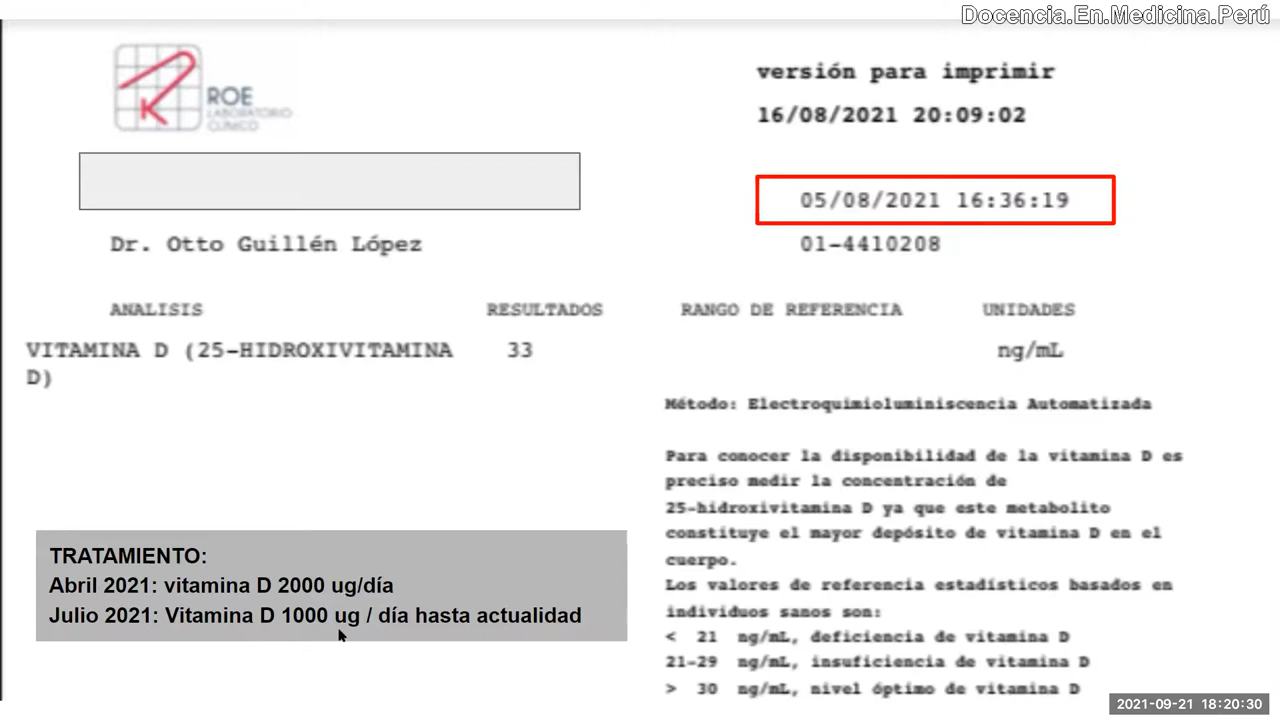 Docencia.En.Medicina.Perú
ROE
LABORATORIO
CLÍNICO
versión para imprimir
16/08/2021 20:09:02
05/08/2021 16:36:19
Dr. Otto Guillén López
01-4410208
ANALISIS RESULTADOS RANGO DE REFERENCIA UNIDADES
VITAMINA D (25-HIDROXIVITAMINA 33 ng/mL
D)
Método: Electroquimioluminiscencia Automatizada
Para conocer la disponibilidad de la vitamina D es
preciso medir la concentración de
25-hidroxivitamina D ya que este metabolito
constituye el mayor depósito de vitamina D en el
cuerpo.
Los valores de referencia estadísticos basados en
individuos sanos son:
< 21 ng/mL, deficiencia de vitamina D
21-29 ng/mL, insuficiencia de vitamina D
> 30 ng/mL, nivel óptimo de vitamina D
TRATAMIENTO:
Abril 2021: vitamina D 2000 ug/día
Julio 2021: Vitamina D 1000 ug / día hasta actualidad
2021-09-21 18:20:30